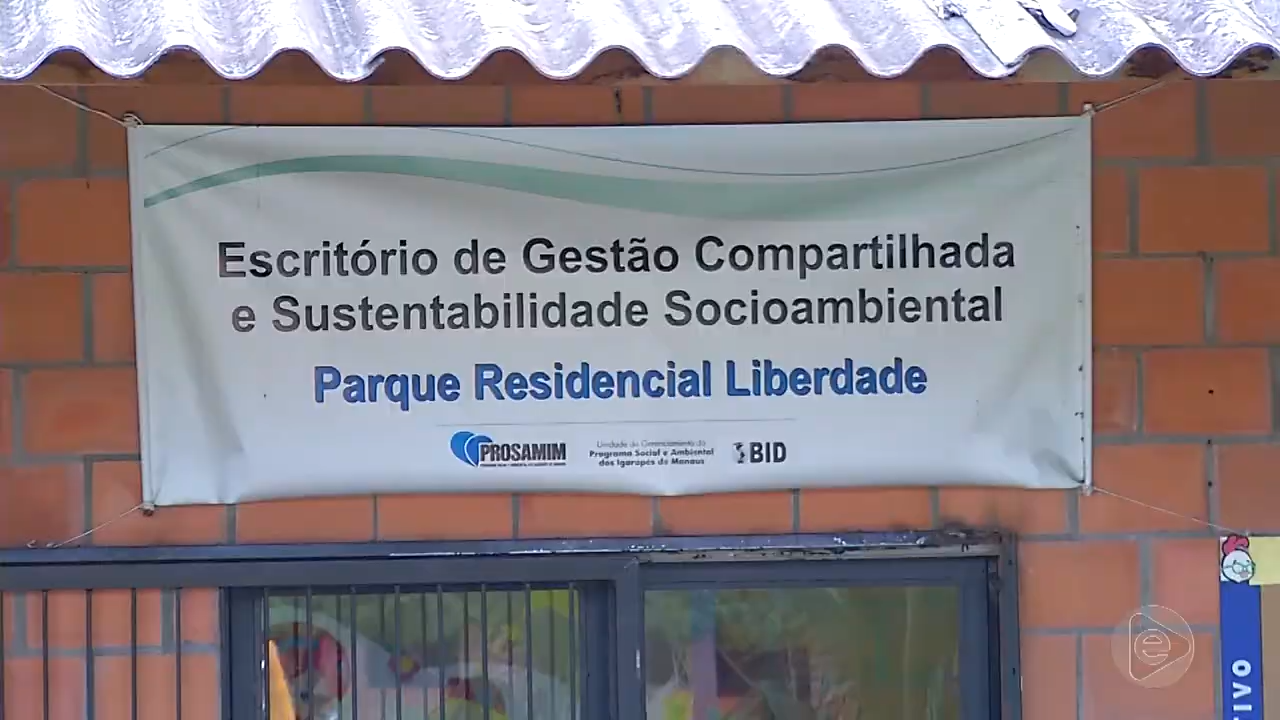 Escritório de Gestão Compartilhada
e Sustentabilidade Socioambiental
Parque Residencial Liberdade
PROSAMIM
Unidade de Gerenciamento do
Programa Social e Ambiental
dos Igarapés de Manaus
BID
e
IVO